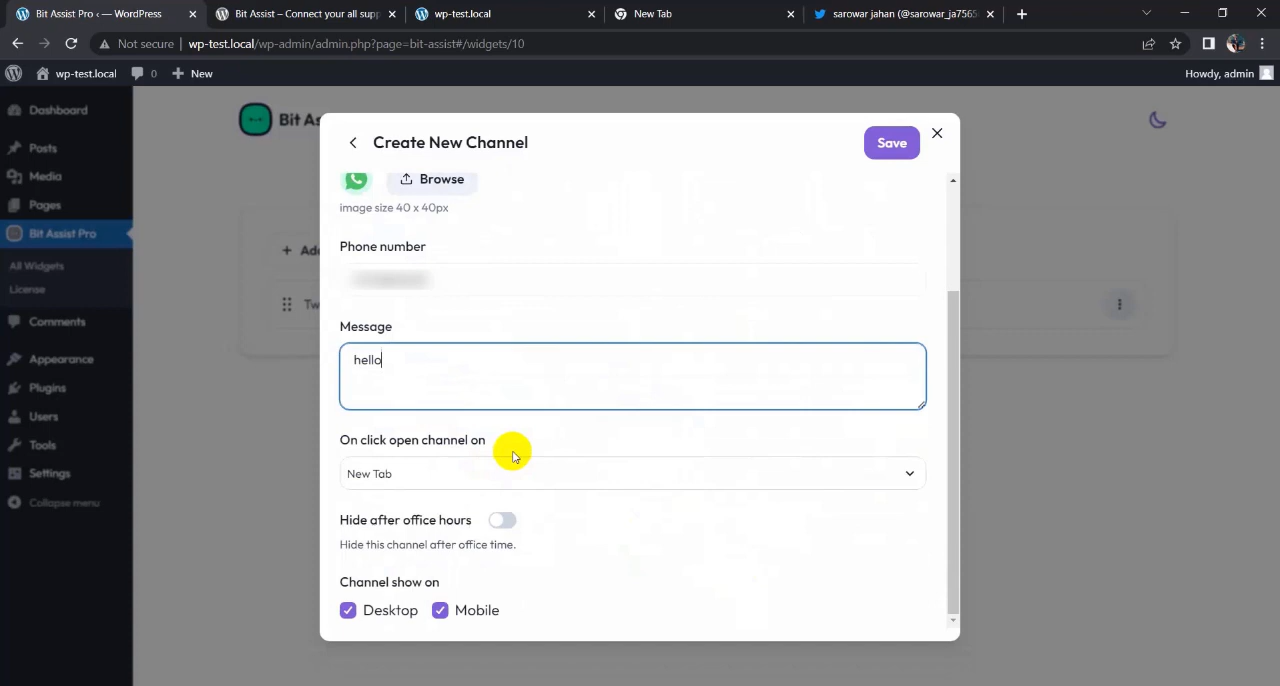 Bit Assist Pro ‹ — WordPress
Bit Assist – Connect your all supp
wp-test.local
New Tab
sarowar jahan (@sarowar_ja7565
Not secure
wp-test.local/wp-admin/admin.php?page=bit-assist#/widgets/10
wp-test.local
0
New
Howdy, admin
Dashboard
Posts
Media
Pages
Bit Assist Pro
All Widgets
License
Comments
Appearance
Plugins
Users
Tools
Settings
Collapse menu
Bit As
+ Add
Tw
Create New Channel
Save
Browse
image size 40 x 40px
Phone number
Message
hello
On click open channel on
New Tab
Hide after office hours
Hide this channel after office time.
Channel show on
Desktop
Mobile